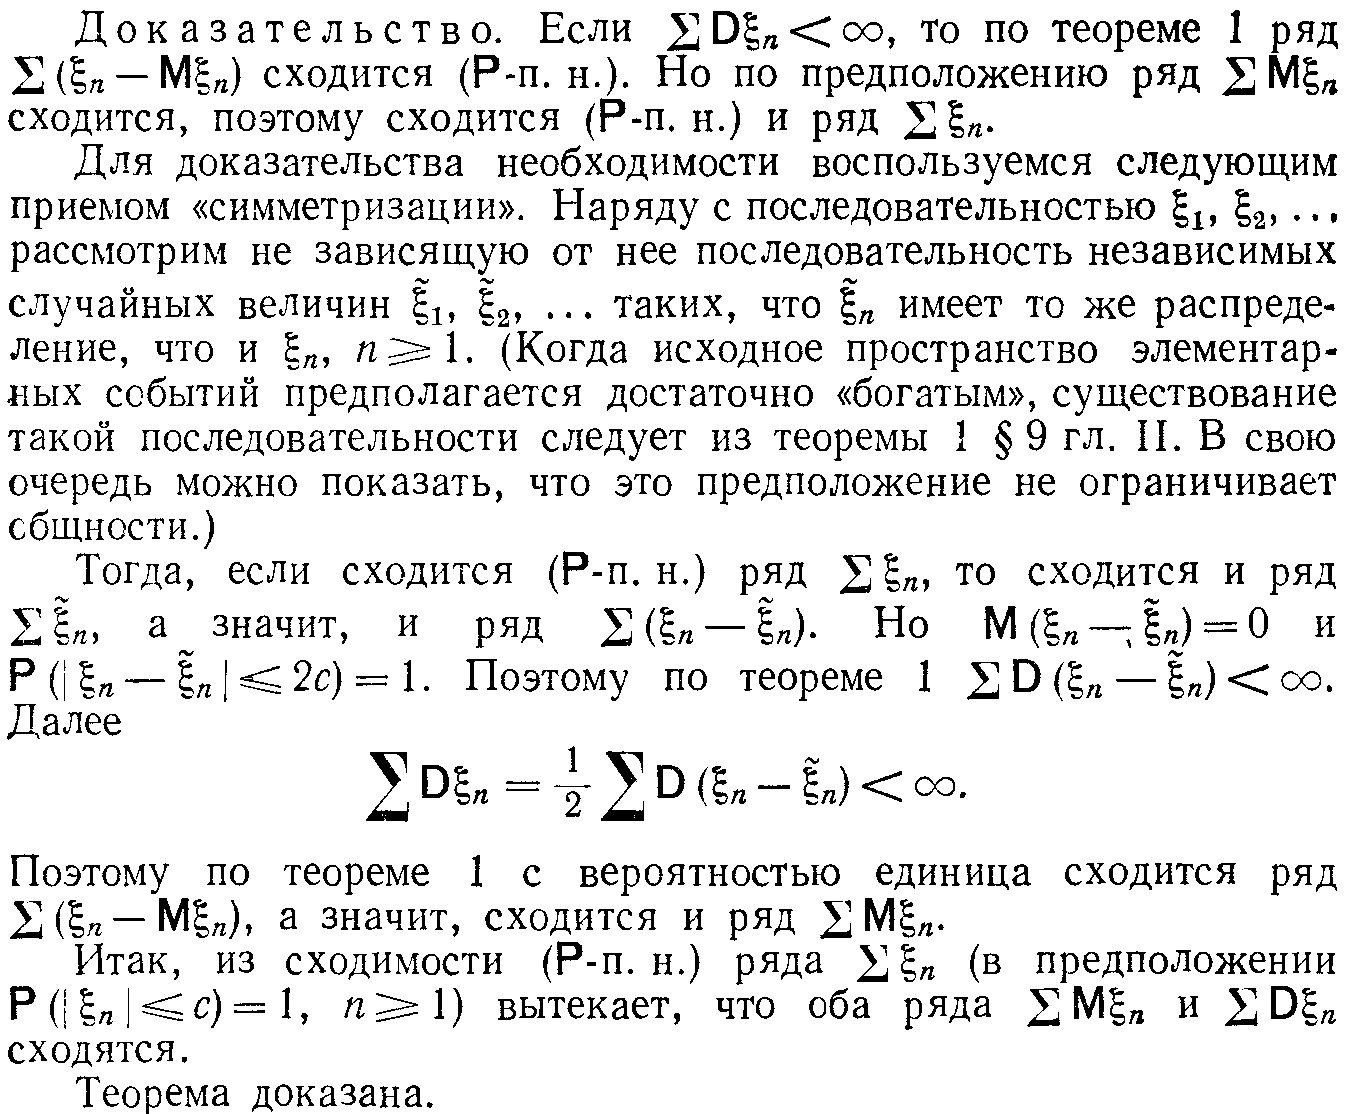 Доказательство. Если ∑ Dξₙ < ∞, то по теореме 1 ряд
∑ (ξₙ — Mξₙ) сходится (P-п. н.). Но по предположению ряд ∑ Mξₙ
сходится, поэтому сходится (P-п. н.) и ряд ∑ ξₙ.
Для доказательства необходимости воспользуемся следующим
приемом «симметризации». Наряду с последовательностью ξ₁, ξ₂, ...
рассмотрим не зависящую от нее последовательность независимых
случайных величин ξ̃₁, ξ̃₂, ... таких, что ξ̃ₙ имеет то же распреде-
ление, что и ξₙ, n ⩾ 1. (Когда исходное пространство элементар-
ных событий предполагается достаточно «богатым», существование
такой последовательности следует из теоремы 1 § 9 гл. II. В свою
очередь можно показать, что это предположение не ограничивает
общности.)
Тогда, если сходится (P-п. н.) ряд ∑ ξₙ, то сходится и ряд
∑ ξ̃ₙ, а значит, и ряд ∑ (ξₙ — ξ̃ₙ). Но M (ξₙ — ξ̃ₙ) = 0 и
P (| ξₙ — ξ̃ₙ | ⩽ 2c) = 1. Поэтому по теореме 1 ∑ D (ξₙ — ξ̃ₙ) < ∞.
Далее
∑ Dξₙ = 1/2 ∑ D (ξₙ — ξ̃ₙ) < ∞.
Поэтому по теореме 1 с вероятностью единица сходится ряд
∑ (ξₙ — Mξₙ), а значит, сходится и ряд ∑ Mξₙ.
Итак, из сходимости (P-п. н.) ряда ∑ ξₙ (в предположении
P (| ξₙ | ⩽ c) = 1, n ⩾ 1) вытекает, что оба ряда ∑ Mξₙ и ∑ Dξₙ
сходятся.
Теорема доказана.